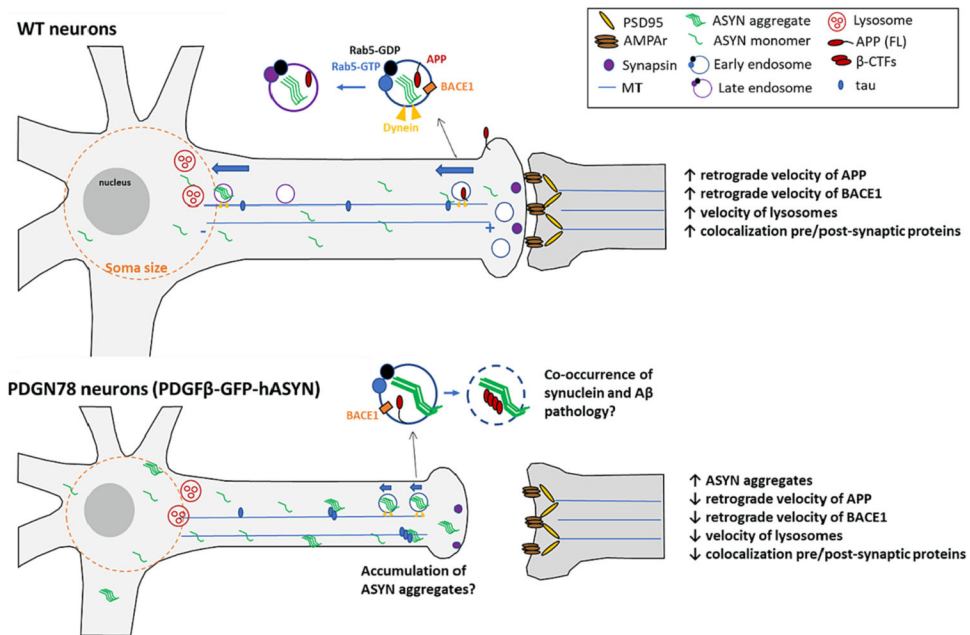 WT neurons
Rab5-GDP
Rab5-GTP
APP
BACE1
Dynein
PSD95
AMPAr
Synapsin
MT
ASYN aggregate
ASYN monomer
Early endosome
Late endosome
Lysosome
APP (FL)
β-CTFs
tau
nucleus
-
+
Soma size
↑ retrograde velocity of APP
↑ retrograde velocity of BACE1
↑ velocity of lysosomes
↑ colocalization pre/post-synaptic proteins
PDGN78 neurons (PDGFβ-GFP-hASYN)
BACE1
Co-occurrence of
synuclein and Aβ
pathology?
Accumulation of
ASYN aggregates?
↑ ASYN aggregates
↓ retrograde velocity of APP
↓ retrograde velocity of BACE1
↓ velocity of lysosomes
↓ colocalization pre/post-synaptic proteins